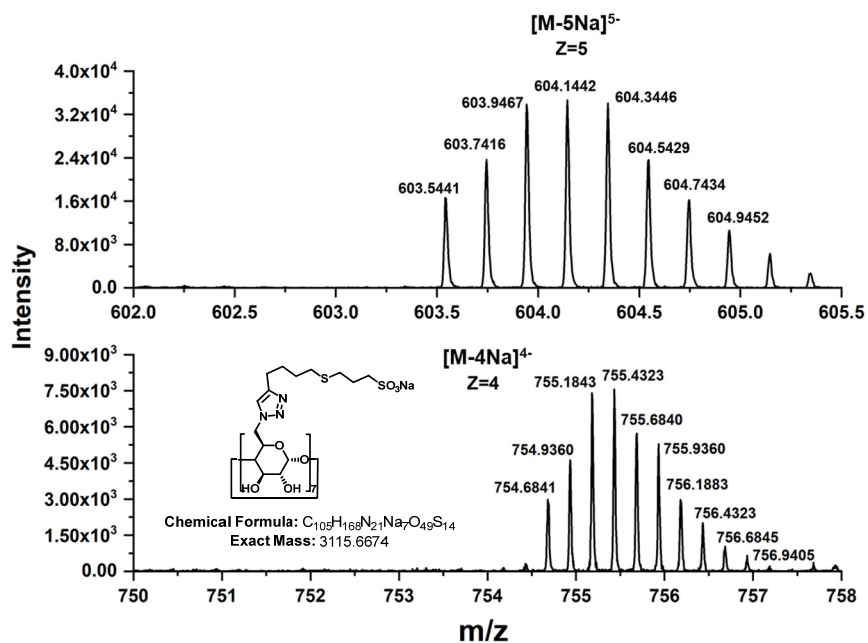 [M-5Na]5-
Z=5
Intensity
4.0x10^4
3.2x10^4
2.4x10^4
1.6x10^4
8.0x10^3
0.0
603.5441
603.7416
603.9467
604.1442
604.3446
604.5429
604.7434
604.9452
602.0 602.5 603.0 603.5 604.0 604.5 605.0 605.5
[M-4Na]4-
Z=4
9.00x10^3
7.50x10^3
6.00x10^3
4.50x10^3
3.00x10^3
1.50x10^3
0.00
754.6841
754.9360
755.1843
755.4323
755.6840
755.9360
756.1883
756.4323
756.6845
756.9405
S
SO3Na
N
N
N
O
O
HO
OH
7
Chemical Formula: C105H168N21Na7O49S14
Exact Mass: 3115.6674
750 751 752 753 754 755 756 757 758
m/z